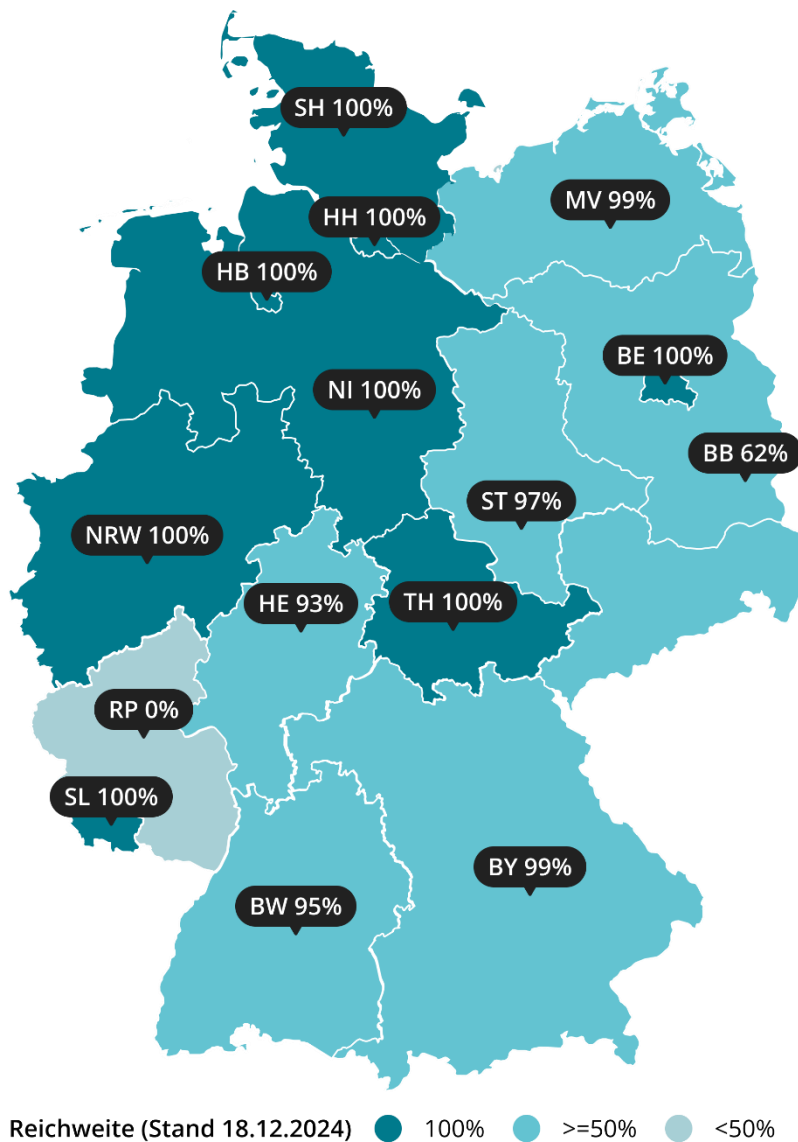 SH 100%
MV 99%
HH 100%
HB 100%
BE 100%
NI 100%
BB 62%
ST 97%
NRW 100%
HE 93%
TH 100%
RP 0%
SL 100%
BY 99%
BW 95%
Reichweite (Stand 18.12.2024) 100% >=50% <50%